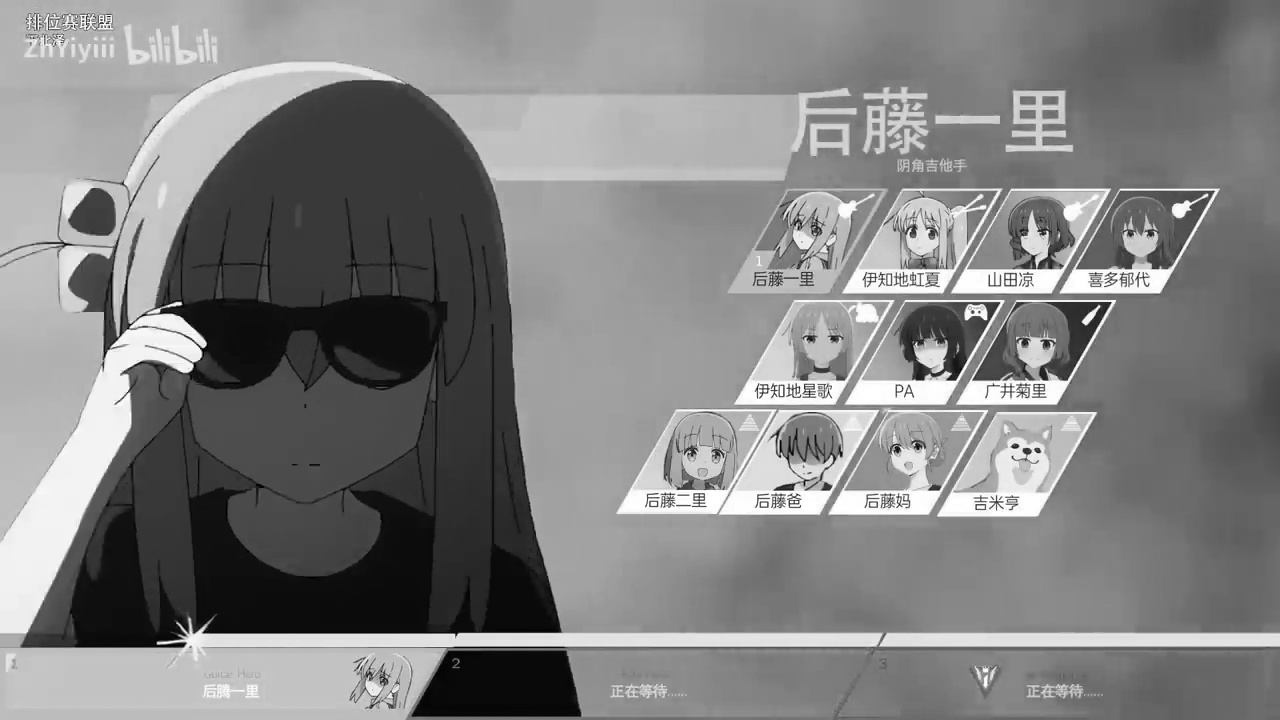 排位赛联盟
ZhYiyiii bilibili
后藤一里
阴角吉他手
1
后藤一里
伊知地虹夏
山田凉
喜多郁代
伊知地星歌
PA
广井菊里
后藤二里
后藤爸
后藤妈
吉米亨
1
Guitar Hero
后腾一里
2
正在等待......
3
正在等待......